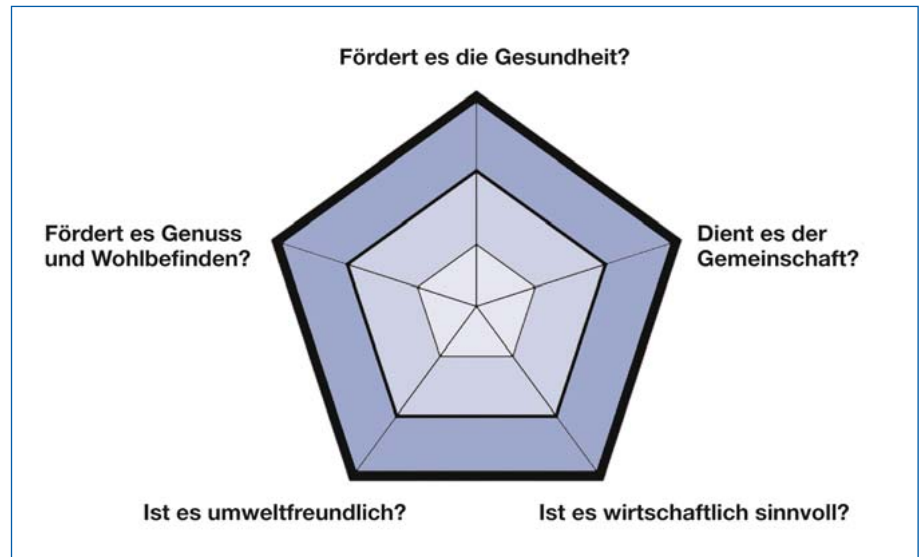 Fördert es die Gesundheit?
Fördert es Genuss
und Wohlbefinden?
Dient es der
Gemeinschaft?
Ist es umweltfreundlich?
Ist es wirtschaftlich sinnvoll?